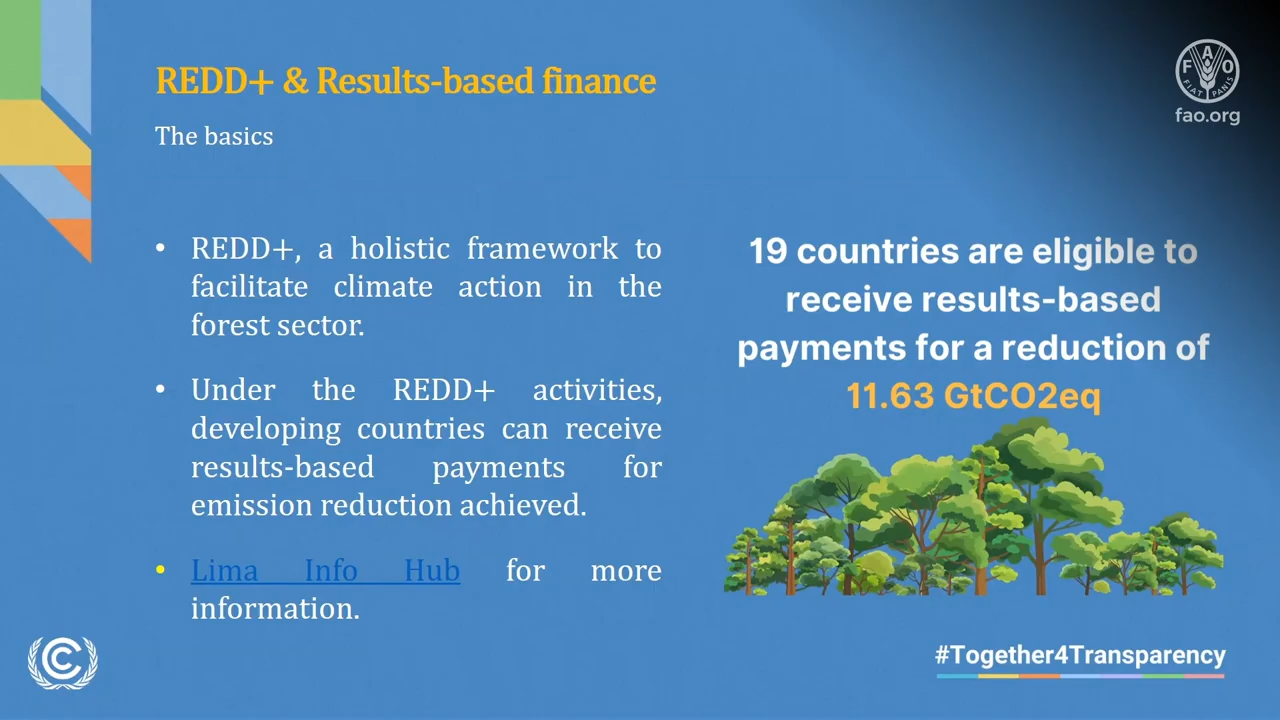 REDD+ & Results-based finance
The basics
• REDD+, a holistic framework to
facilitate climate action in the
forest sector.
• Under the REDD+ activities,
developing countries can receive
results-based payments for
emission reduction achieved.
• Lima Info Hub for more
information.
FAO
FIAT PANIS
fao.org
19 countries are eligible to
receive results-based
payments for a reduction of
11.63 GtCO2eq
#Together4Transparency